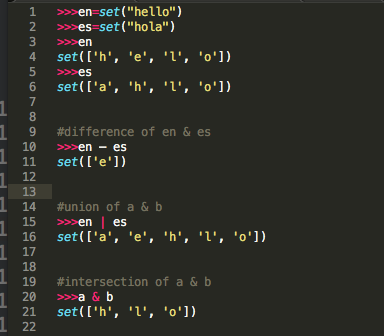 1 >>>en=set("hello")
2 >>>es=set("hola")
3 >>>en
4 set(['h', 'e', 'l', 'o'])
5 >>>es
6 set(['a', 'h', 'l', 'o'])
7
8
9 #difference of en & es
10 >>>en – es
11 set(['e'])
12
13
14 #union of a & b
15 >>>en | es
16 set(['a', 'e', 'h', 'l', 'o'])
17
18
19 #intersection of a & b
20 >>>a & b
21 set(['h', 'l', 'o'])
22